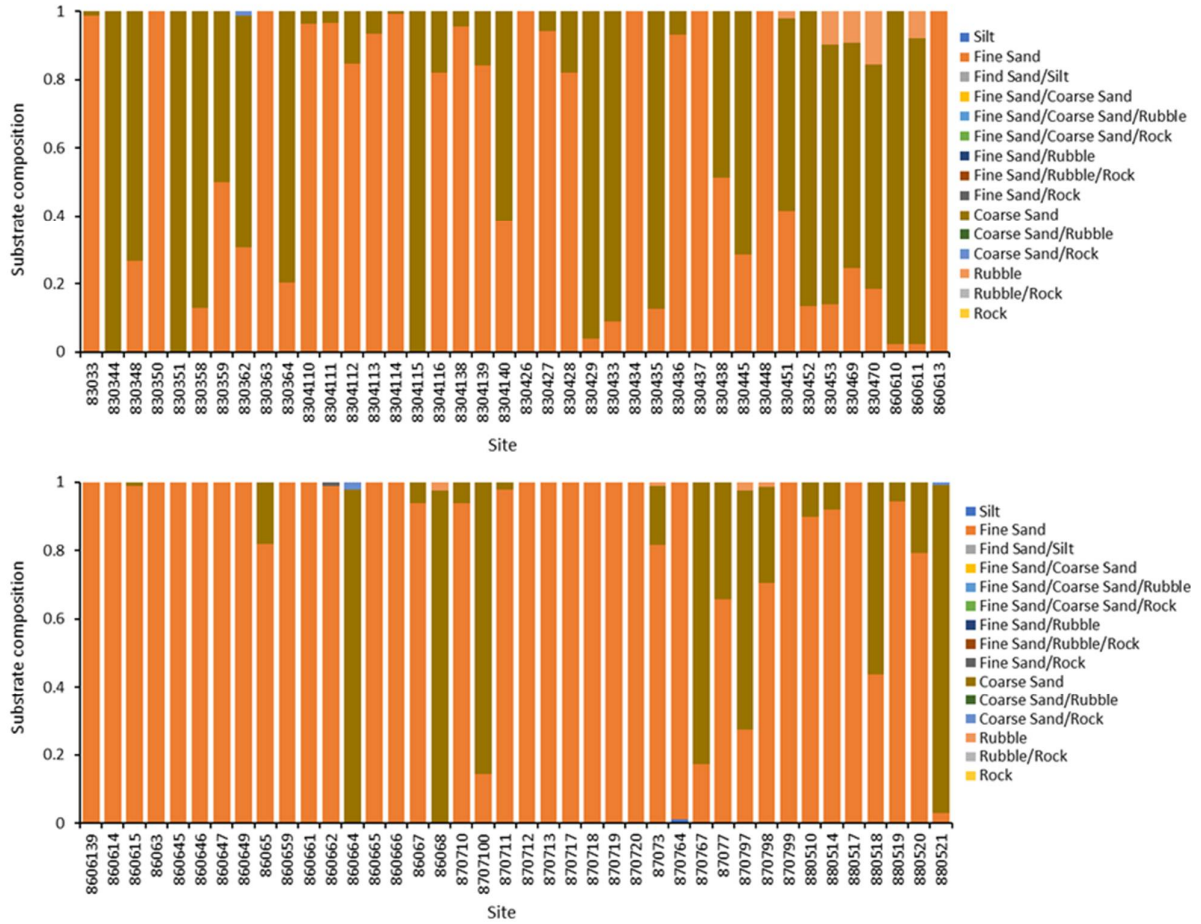 Substrate composition
1
0.8
0.6
0.4
0.2
0
83033
830344
830348
830350
830351
830358
830359
830362
830363
830364
8304110
8304111
8304112
8304113
8304114
8304115
8304116
8304138
8304139
8304140
830426
830427
830428
830429
830433
830434
830435
830436
830437
830438
830445
830448
830451
830452
830453
830469
830470
860610
860611
860613
Site
Silt
Fine Sand
Find Sand/Silt
Fine Sand/Coarse Sand
Fine Sand/Coarse Sand/Rubble
Fine Sand/Coarse Sand/Rock
Fine Sand/Rubble
Fine Sand/Rubble/Rock
Fine Sand/Rock
Coarse Sand
Coarse Sand/Rubble
Coarse Sand/Rock
Rubble
Rubble/Rock
Rock
Substrate composition
1
0.8
0.6
0.4
0.2
0
8606139
860614
860615
86063
860645
860646
860647
860649
86065
860659
860661
860662
860664
860665
860666
86067
86068
870710
8707100
870711
870712
870713
870717
870718
870719
870720
87073
870764
870767
87077
870797
870798
870799
880510
880514
880517
880518
880519
880520
880521
Site
Silt
Fine Sand
Find Sand/Silt
Fine Sand/Coarse Sand
Fine Sand/Coarse Sand/Rubble
Fine Sand/Coarse Sand/Rock
Fine Sand/Rubble
Fine Sand/Rubble/Rock
Fine Sand/Rock
Coarse Sand
Coarse Sand/Rubble
Coarse Sand/Rock
Rubble
Rubble/Rock
Rock